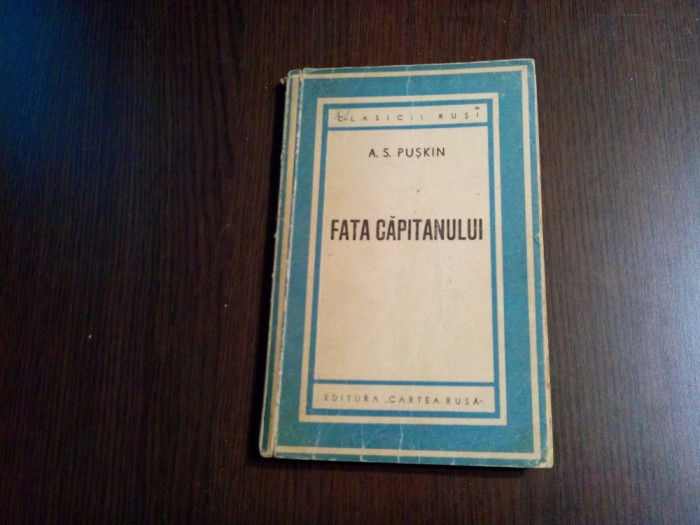 CLASICII RUȘI
A. S. PUȘKIN
FATA CĂPITANULUI
EDITURA „CARTEA RUSĂ"